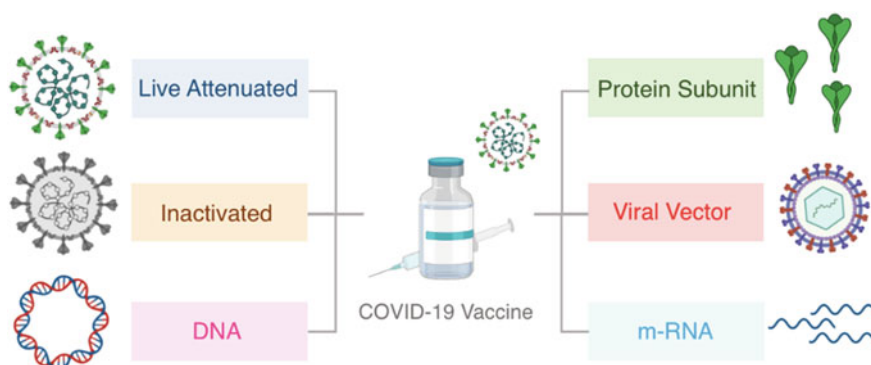 Live Attenuated
Inactivated
DNA
COVID-19 Vaccine
Protein Subunit
Viral Vector
m-RNA